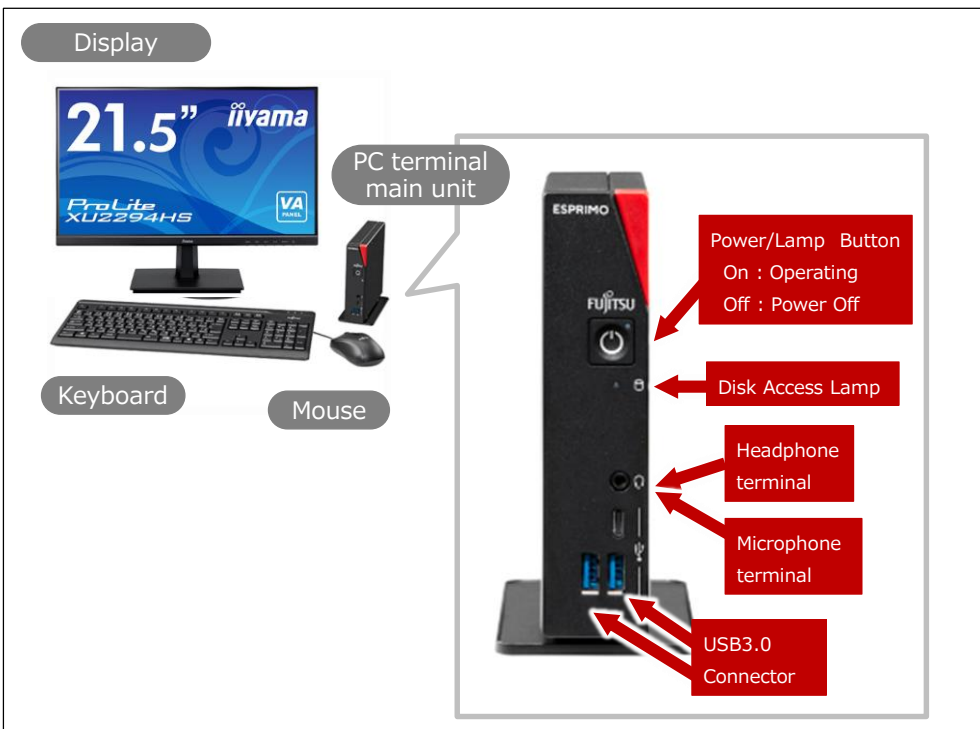 Display
21.5”
iiyama
ProLite
XU2294HS
VA
PANEL
PC terminal
main unit
Keyboard
Mouse
ESPRIMO
FUJITSU
Power/Lamp Button
On : Operating
Off : Power Off
Disk Access Lamp
Headphone
terminal
Microphone
terminal
USB3.0
Connector